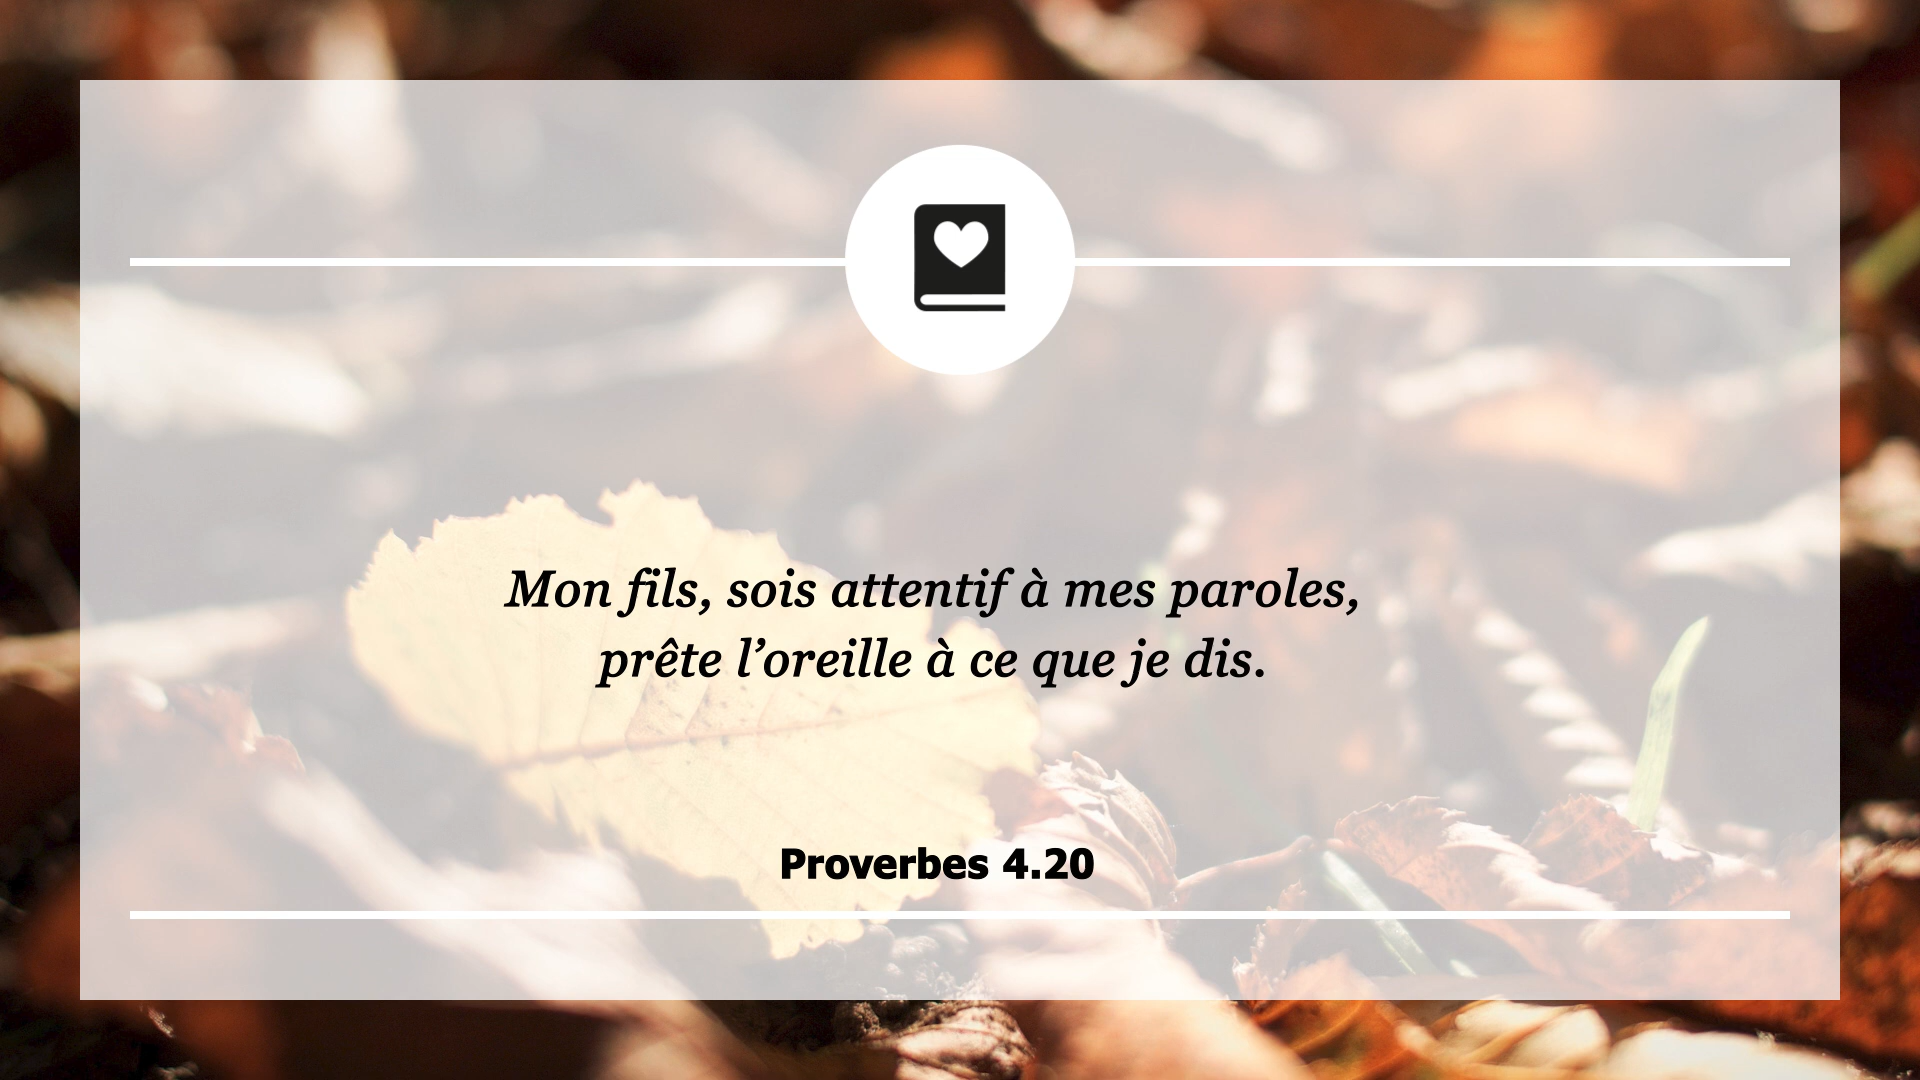 Mon fils, sois attentif à mes paroles,
prête l’oreille à ce que je dis.
Proverbes 4.20